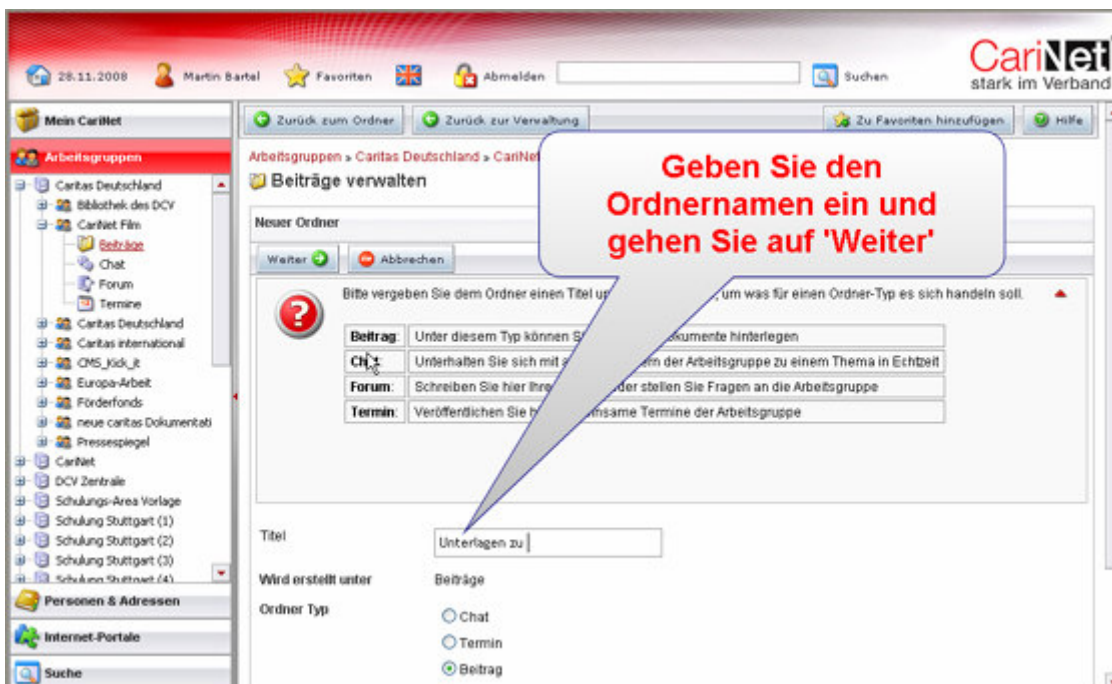 28.11.2008 Martin Bartel Favoriten Abmelden Suchen
CariNet
stark im Verband
Mein CariNet
Arbeitsgruppen
Caritas Deutschland
Bibliothek des DCV
CariNet Film
Beiträge
Chat
Forum
Termine
Caritas Deutschland
Caritas international
CMS_Kick_it
Europa-Arbeit
Förderfonds
neue caritas Dokumentati
Pressespiegel
CariNet
DCV Zentrale
Schulungs-Area Vorlage
Schulung Stuttgart (1)
Schulung Stuttgart (2)
Schulung Stuttgart (3)
Schulung Stuttgart (4)
Personen & Adressen
Internet-Portale
Suche
Zurück zum Ordner Zurück zur Verwaltung Zu Favoriten hinzufügen Hilfe
Arbeitsgruppen » Caritas Deutschland » CariNet
Beiträge verwalten
Geben Sie den
Ordnernamen ein und
gehen Sie auf 'Weiter'
Neuer Ordner
Weiter Abbrechen
Bitte vergeben Sie dem Ordner einen Titel um was für einen Ordner-Typ es sich handeln soll.
Beitrag: Unter diesem Typ können hinterlegen
Unterhalten Sie sich mit der Arbeitsgruppe zu einem Thema in Echtzeit
Forum: Schreiben Sie hier stellen Sie Fragen an die Arbeitsgruppe
Termin: Veröffentlichen Sie Termine der Arbeitsgruppe
Titel Unterlagen zu
Wird erstellt unter Beiträge
Ordner Typ
Chat
Termin
Beitrag